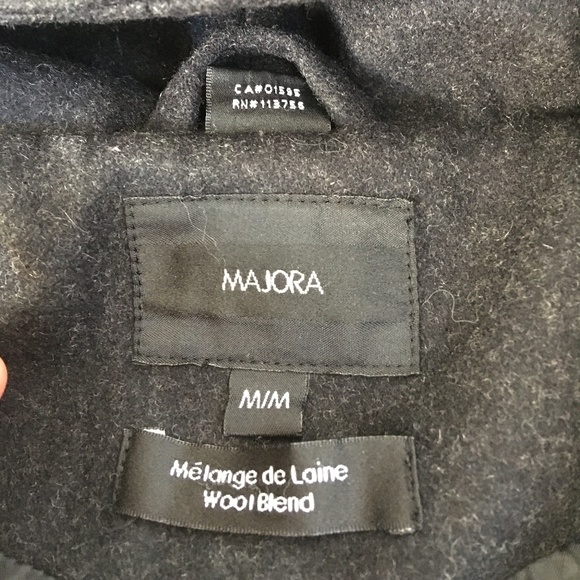 CA#01595
RN#113756
MAJORA
M/M
Mélange de Laine
Wool Blend